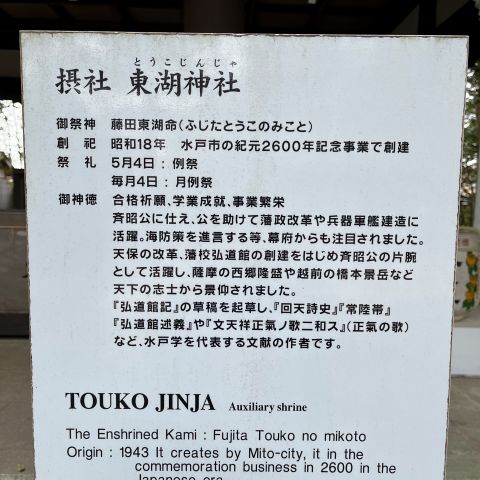 とうこじんじゃ
摂社 東湖神社
御祭神 藤田東湖命(ふじたとうこのみこと)
創祀 昭和18年 水戸市の紀元2600年記念事業で創建
祭礼 5月4日:例祭
毎月4日:月例祭
御神徳 合格祈願、学業成就、事業繁栄
斉昭公に仕え、公を助けて藩政改革や兵器軍艦建造に
活躍。海防策を進言する等、幕府からも注目されました。
天保の改革、藩校弘道館の創建をはじめ斉昭公の片腕
として活躍し、薩摩の西郷隆盛や越前の橋本景岳など
天下の志士から景仰されました。
『弘道館記』の草稿を起草し、『回天詩史』『常陸帯』
『弘道館述義』や『文天祥正氣ノ歌二和ス』(正氣の歌)
など、水戸学を代表する文献の作者です。
TOUKO JINJA Auxiliary shrine
The Enshrined Kami : Fujita Touko no mikoto
Origin : 1943 It creates by Mito-city, it in the
commemoration business in 2600 in the
Japanese era